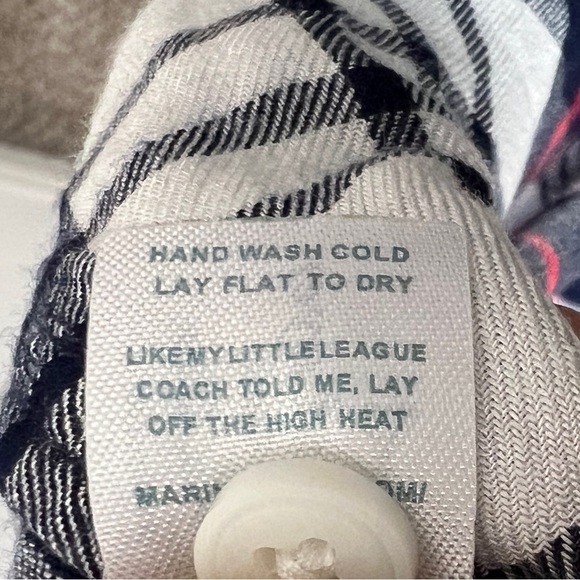 HAND WASH COLD
LAY FLAT TO DRY
LIKE MY LITTLE LEAGUE
COACH TOLD ME, LAY
OFF THE HIGH HEAT